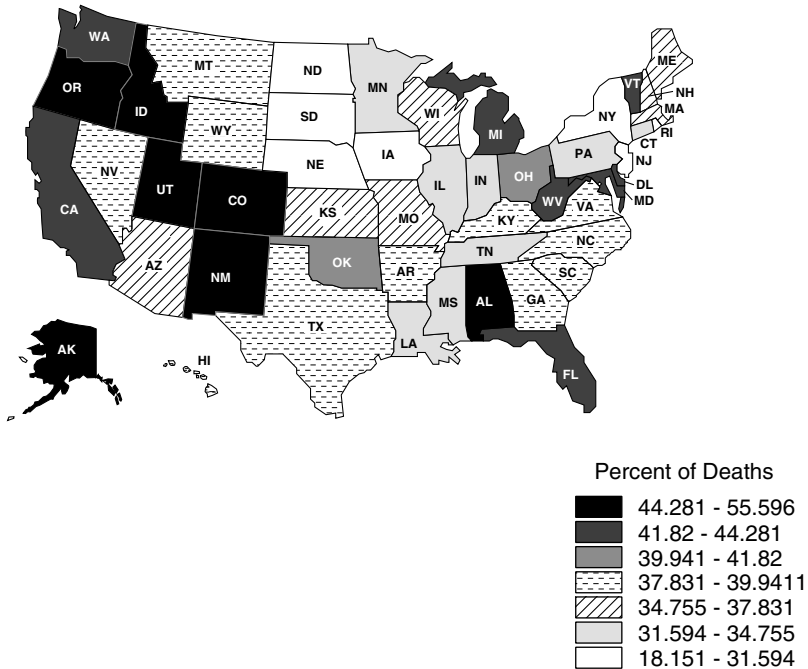 WA
MT
ND
MN
ME
OR
ID
SD
WI
VT
NH
WY
MI
NY
MA
RI
CT
NV
NE
IA
PA
NJ
UT
CO
IL
IN
OH
DL
CA
KS
MO
WV
MD
VA
KY
NC
AZ
NM
OK
AR
TN
SC
MS
AL
GA
TX
LA
AK
HI
FL
Percent of Deaths
44.281 - 55.596
41.82 - 44.281
39.941 - 41.82
37.831 - 39.9411
34.755 - 37.831
31.594 - 34.755
18.151 - 31.594